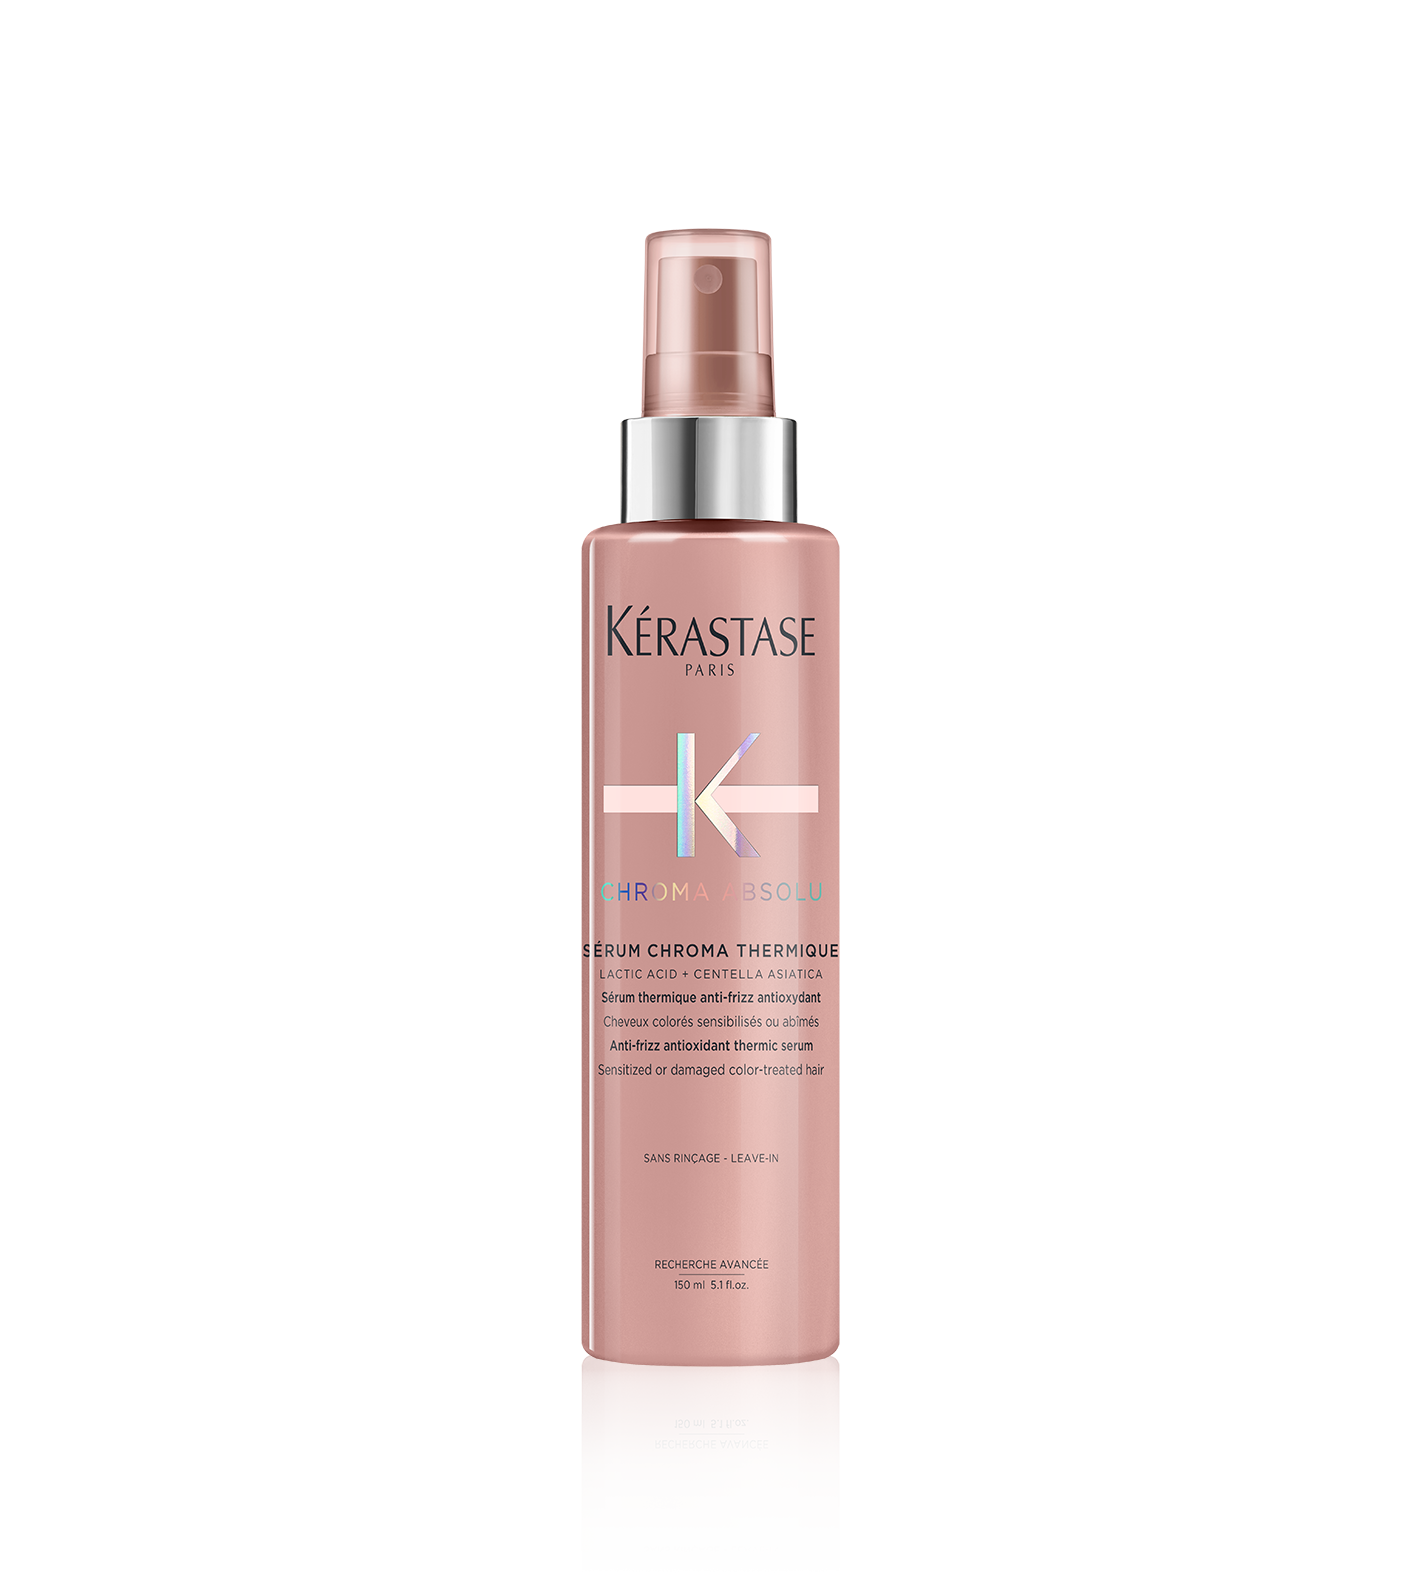 KÉRASTASE
PARIS
K
CHROMA ABSOLU
SÉRUM CHROMA THERMIQUE
LACTIC ACID + CENTELLA ASIATICA
Sérum thermique anti-frizz antioxydant
Cheveux colorés sensibilisés ou abîmés
Anti-frizz antioxidant thermic serum
Sensitized or damaged color-treated hair
SANS RINÇAGE - LEAVE-IN
RECHERCHE AVANCÉE
150 ml 5.1 fl.oz.